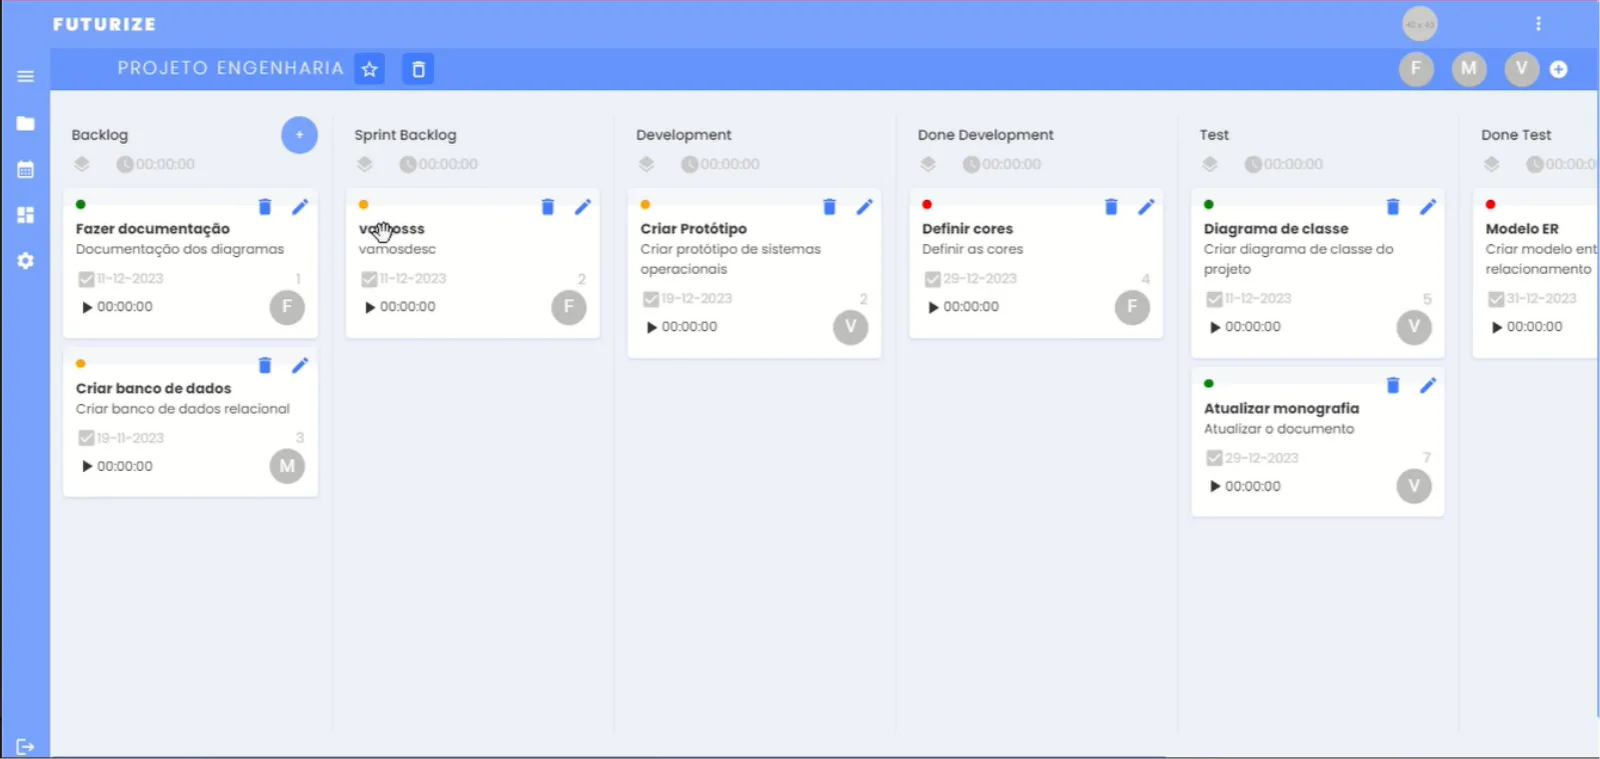 FUTURIZE
40 x 40
PROJETO ENGENHARIA
F M V
Backlog
+
00:00:00
Fazer documentação
Documentação dos diagramas
11-12-2023 1
00:00:00 F
Criar banco de dados
Criar banco de dados relacional
19-11-2023 3
00:00:00 M
Sprint Backlog
00:00:00
vamosdesc
11-12-2023 2
00:00:00 F
Development
00:00:00
Criar Protótipo
Criar protótipo de sistemas
operacionais
19-12-2023 2
00:00:00 V
Done Development
00:00:00
Definir cores
Definir as cores
29-12-2023 4
00:00:00 F
Test
00:00:00
Diagrama de classe
Criar diagrama de classe do
projeto
11-12-2023 5
00:00:00 V
Atualizar monografia
Atualizar o documento
29-12-2023 7
00:00:00 V
Done Test
00:00:0
Modelo ER
Criar modelo ent
relacionamento
31-12-2023
00:00:00